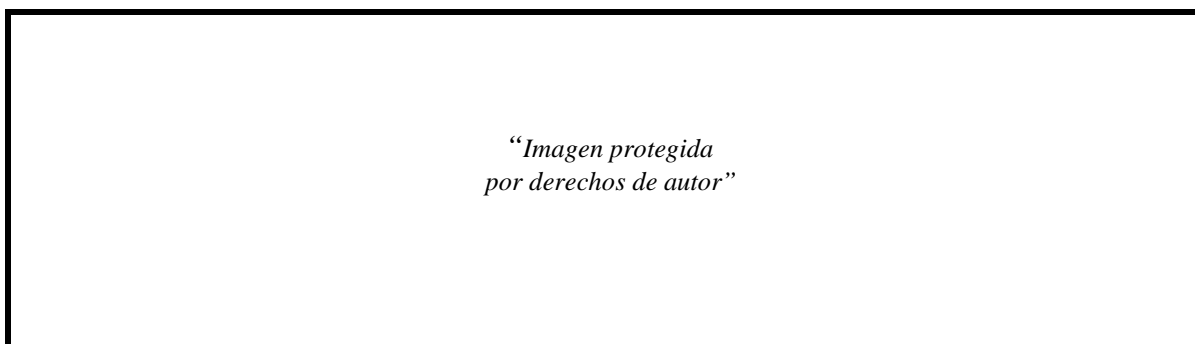 “Imagen protegida
por derechos de autor”